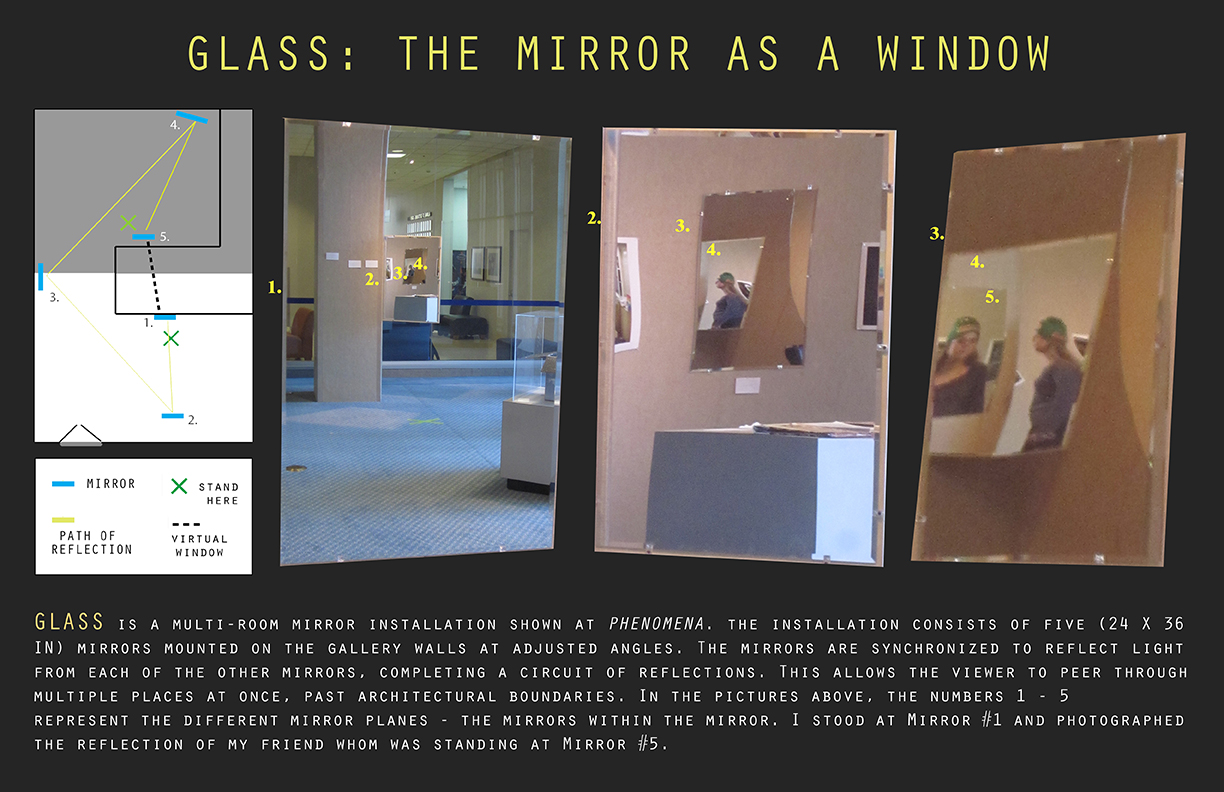 GLASS: THE MIRROR AS A WINDOW
4.
5.
3.
1.
2.
MIRROR
STAND
HERE
PATH OF
REFLECTION
VIRTUAL
WINDOW
1.
2.
3.
4.
2.
3.
4.
3.
4.
5.
GLASS IS A MULTI-ROOM MIRROR INSTALLATION SHOWN AT PHENOMENA. THE INSTALLATION CONSISTS OF FIVE (24 X 36
IN) MIRRORS MOUNTED ON THE GALLERY WALLS AT ADJUSTED ANGLES. THE MIRRORS ARE SYNCHRONIZED TO REFLECT LIGHT
FROM EACH OF THE OTHER MIRRORS, COMPLETING A CIRCUIT OF REFLECTIONS. THIS ALLOWS THE VIEWER TO PEER THROUGH
MULTIPLE PLACES AT ONCE, PAST ARCHITECTURAL BOUNDARIES. IN THE PICTURES ABOVE, THE NUMBERS 1 - 5
REPRESENT THE DIFFERENT MIRROR PLANES - THE MIRRORS WITHIN THE MIRROR. I STOOD AT MIRROR #1 AND PHOTOGRAPHED
THE REFLECTION OF MY FRIEND WHOM WAS STANDING AT MIRROR #5.